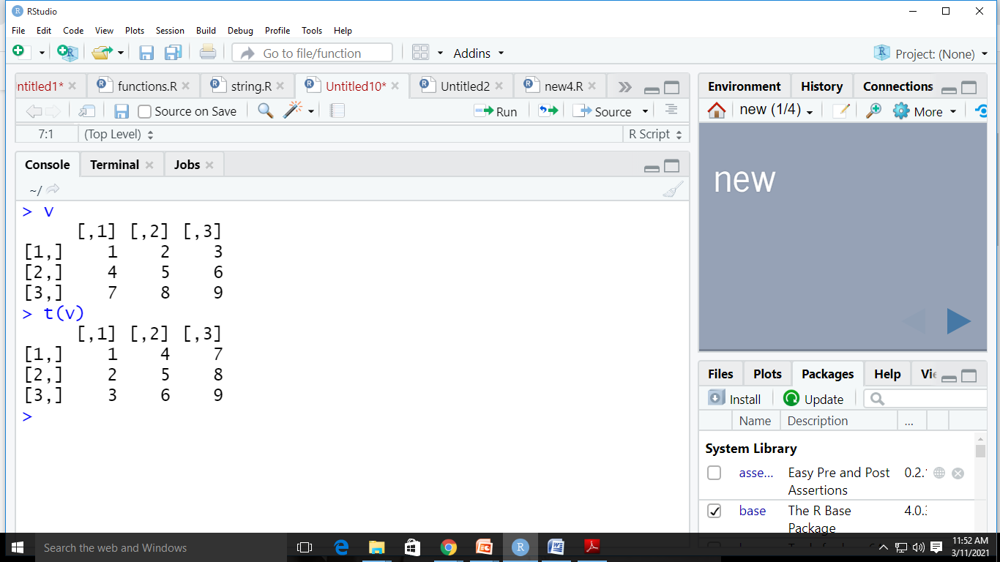 RStudio
File Edit Code View Plots Session Build Debug Profile Tools Help
Go to file/function Addins Project: (None)
ntitled1* functions.R string.R Untitled10* Untitled2 new4.R
Source on Save Run Source
7:1 (Top Level) R Script
Console Terminal Jobs
~/
> v
[,1] [,2] [,3]
[1,] 1 2 3
[2,] 4 5 6
[3,] 7 8 9
> t(v)
[,1] [,2] [,3]
[1,] 1 4 7
[2,] 2 5 8
[3,] 3 6 9
>
Environment History Connections
new (1/4) More
new
Files Plots Packages Help
Install Update
Name Description ...
System Library
asse... Easy Pre and Post
Assertions 0.2.
base The R Base
Package 4.0.
Search the web and Windows
11:52 AM
3/11/2021